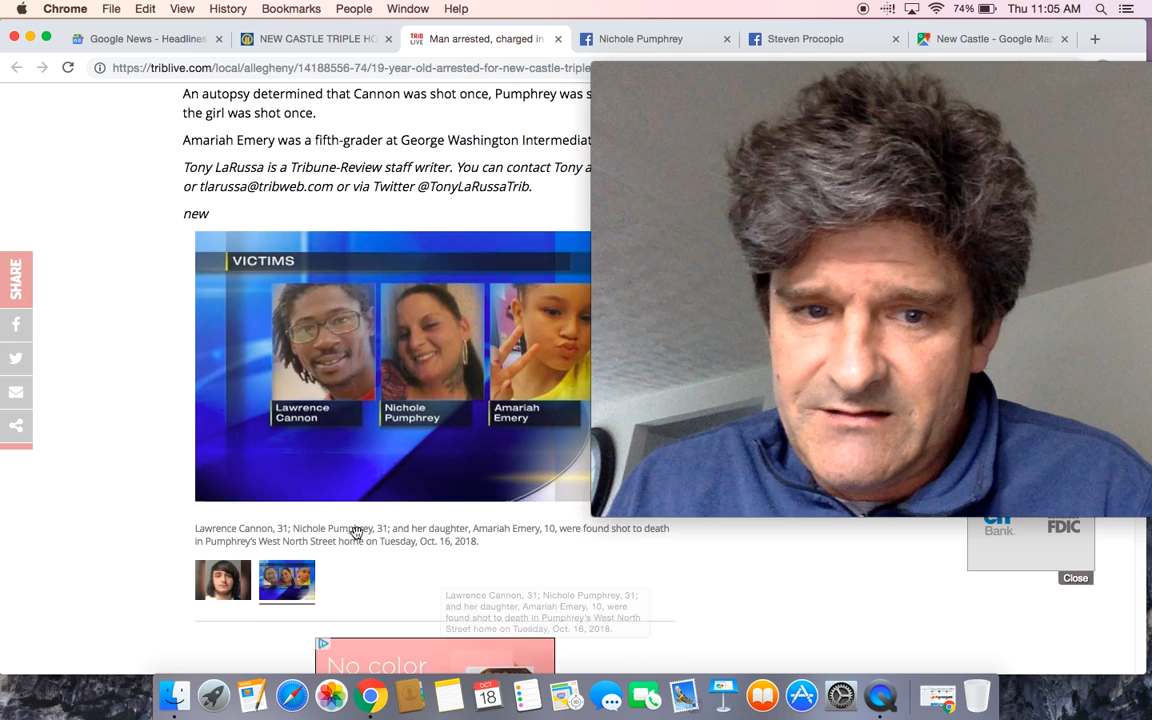 Chrome File Edit View History Bookmarks People Window Help 74% Thu 11:05 AM
Google News - Headlines NEW CASTLE TRIPLE HO TRIB LIVE Man arrested, charged in Nichole Pumphrey Steven Procopio New Castle - Google Map
https://triblive.com/local/allegheny/14188556-74/19-year-old-arrested-for-new-castle-triple
An autopsy determined that Cannon was shot once, Pumphrey was s
the girl was shot once.
Amariah Emery was a fifth-grader at George Washington Intermediat
Tony LaRussa is a Tribune-Review staff writer. You can contact Tony a
or tlarussa@tribweb.com or via Twitter @TonyLaRussaTrib.
new
SHARE
VICTIMS
Lawrence
Cannon
Nichole
Pumphrey
Amariah
Emery
Lawrence Cannon, 31; Nichole Pumphrey, 31; and her daughter, Amariah Emery, 10, were found shot to death
in Pumphrey's West North Street home on Tuesday, Oct. 16, 2018.
Bank
FDIC
Close
Lawrence Cannon, 31; Nichole Pumphrey, 31;
and her daughter, Amariah Emery, 10, were
found shot to death in Pumphrey's West North
Street home on Tuesday, Oct. 16, 2018.
No color
OCT
18